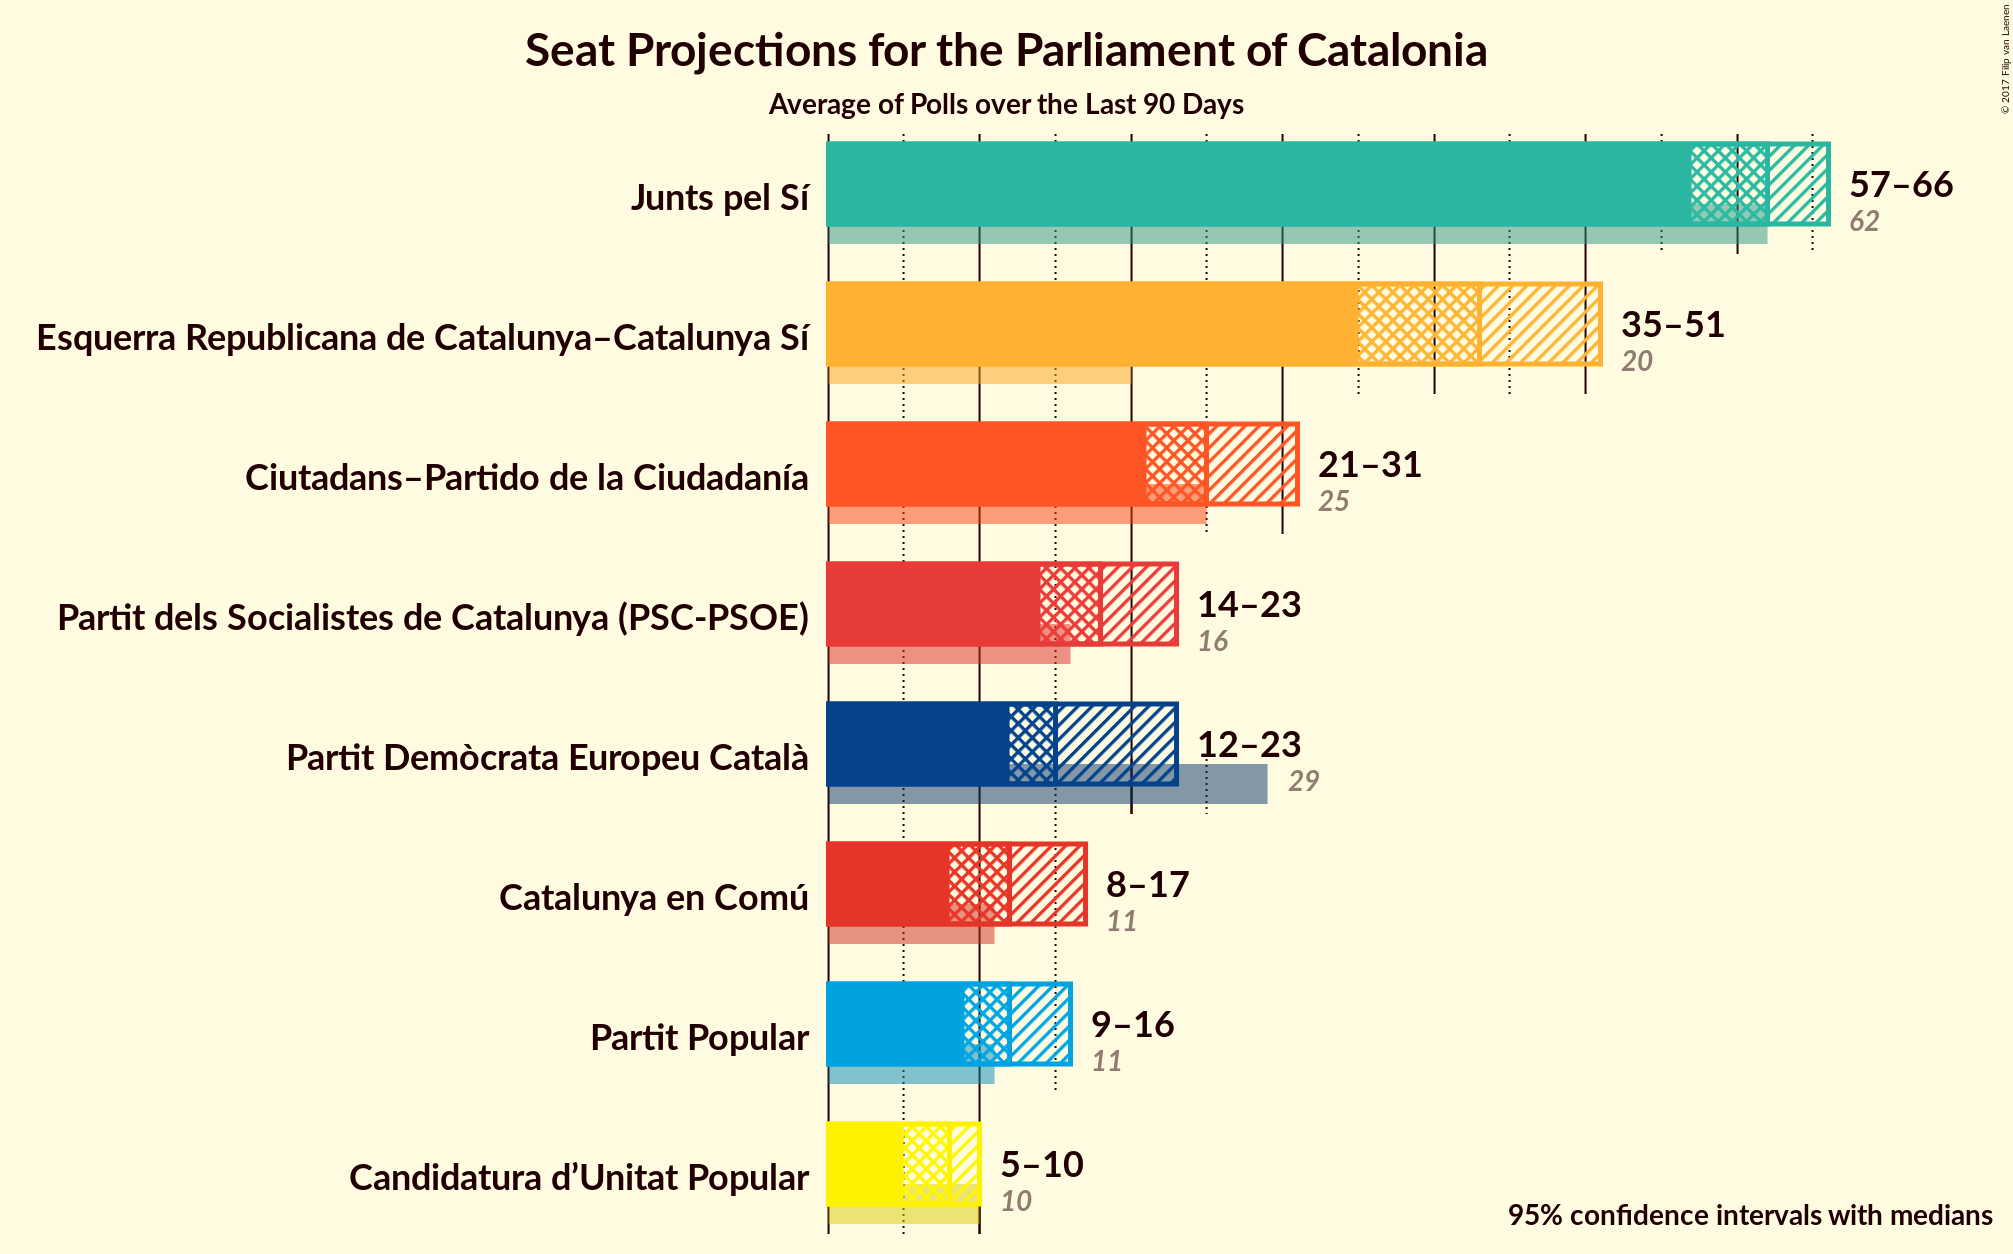 Seat Projections for the Parliament of Catalonia
Average of Polls over the Last 90 Days
© 2017 Filip van Laenen
Junts pel Sí
57–66
62
Esquerra Republicana de Catalunya–Catalunya Sí
35–51
20
Ciutadans–Partido de la Ciudadanía
21–31
25
Partit dels Socialistes de Catalunya (PSC-PSOE)
14–23
16
Partit Demòcrata Europeu Català
12–23
29
Catalunya en Comú
8–17
11
Partit Popular
9–16
11
Candidatura d’Unitat Popular
5–10
10
95% confidence intervals with medians